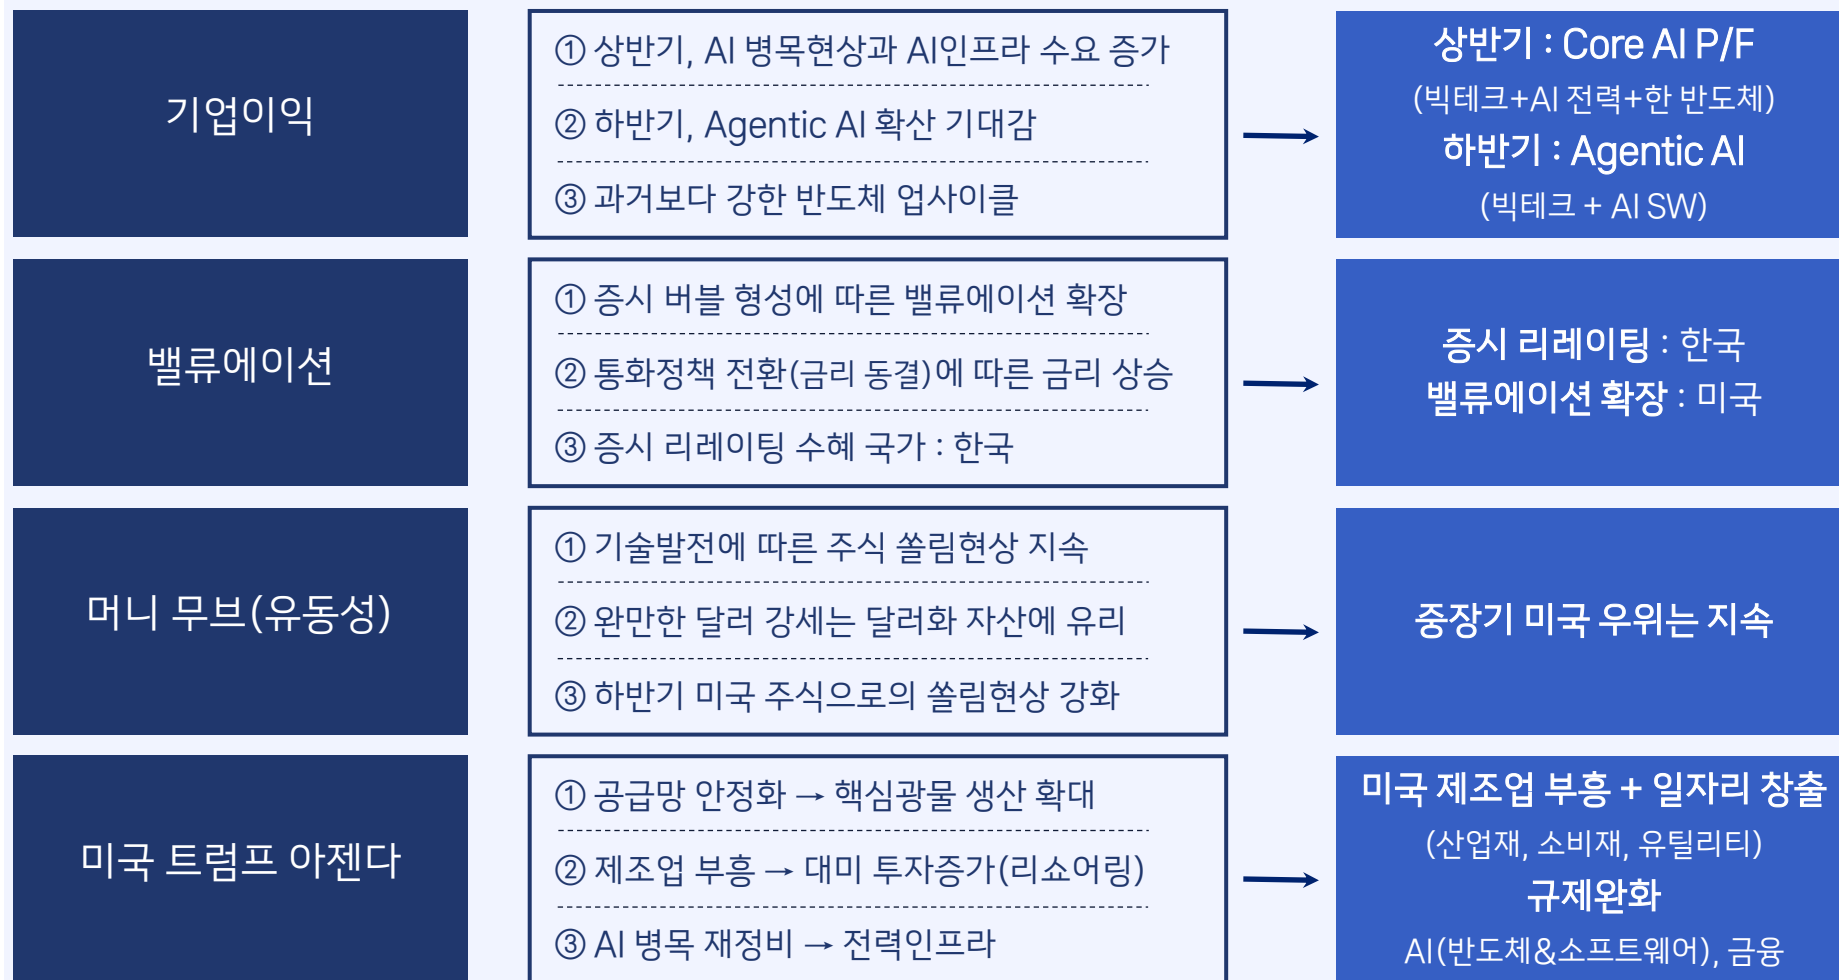 기업이익
① 상반기, AI 병목현상과 AI인프라 수요 증가
② 하반기, Agentic AI 확산 기대감
③ 과거보다 강한 반도체 업사이클
상반기 : Core AI P/F
(빅테크+AI 전력+한 반도체)
하반기 : Agentic AI
(빅테크 + AI SW)
밸류에이션
① 증시 버블 형성에 따른 밸류에이션 확장
② 통화정책 전환(금리 동결)에 따른 금리 상승
③ 증시 리레이팅 수혜 국가 : 한국
증시 리레이팅 : 한국
밸류에이션 확장 : 미국
머니 무브(유동성)
① 기술발전에 따른 주식 쏠림현상 지속
② 완만한 달러 강세는 달러화 자산에 유리
③ 하반기 미국 주식으로의 쏠림현상 강화
중장기 미국 우위는 지속
미국 트럼프 아젠다
① 공급망 안정화 → 핵심광물 생산 확대
② 제조업 부흥 → 대미 투자증가(리쇼어링)
③ AI 병목 재정비 → 전력인프라
미국 제조업 부흥 + 일자리 창출
(산업재, 소비재, 유틸리티)
규제완화
AI(반도체&소프트웨어), 금융